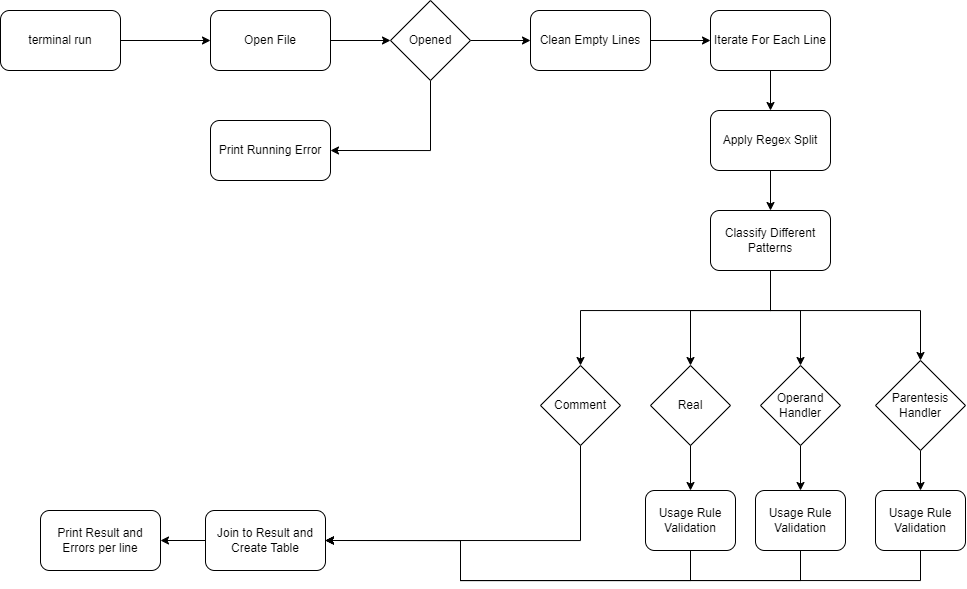 terminal run
Open File
Opened
Clean Empty Lines
Iterate For Each Line
Print Running Error
Apply Regex Split
Classify Different
Patterns
Comment
Real
Operand
Handler
Parentesis
Handler
Usage Rule
Validation
Usage Rule
Validation
Usage Rule
Validation
Print Result and
Errors per line
Join to Result and
Create Table